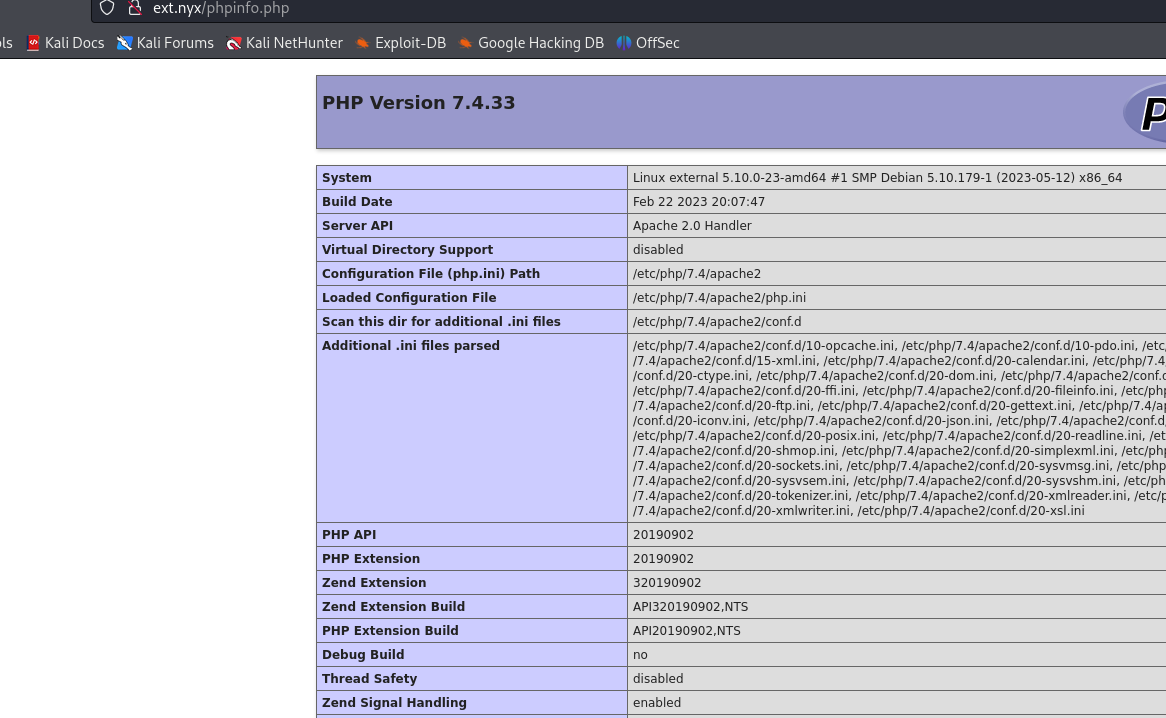 ext.nyx/phpinfo.php
ls Kali Docs Kali Forums Kali NetHunter Exploit-DB Google Hacking DB OffSec
PHP Version 7.4.33
System Linux external 5.10.0-23-amd64 #1 SMP Debian 5.10.179-1 (2023-05-12) x86_64
Build Date Feb 22 2023 20:07:47
Server API Apache 2.0 Handler
Virtual Directory Support disabled
Configuration File (php.ini) Path /etc/php/7.4/apache2
Loaded Configuration File /etc/php/7.4/apache2/php.ini
Scan this dir for additional .ini files /etc/php/7.4/apache2/conf.d
Additional .ini files parsed /etc/php/7.4/apache2/conf.d/10-opcache.ini, /etc/php/7.4/apache2/conf.d/10-pdo.ini, /etc
/7.4/apache2/conf.d/15-xml.ini, /etc/php/7.4/apache2/conf.d/20-calendar.ini, /etc/php/7.4
/conf.d/20-ctype.ini, /etc/php/7.4/apache2/conf.d/20-dom.ini, /etc/php/7.4/apache2/conf.d
/etc/php/7.4/apache2/conf.d/20-ffi.ini, /etc/php/7.4/apache2/conf.d/20-fileinfo.ini, /etc/php
/7.4/apache2/conf.d/20-ftp.ini, /etc/php/7.4/apache2/conf.d/20-gettext.ini, /etc/php/7.4/ap
/conf.d/20-iconv.ini, /etc/php/7.4/apache2/conf.d/20-json.ini, /etc/php/7.4/apache2/conf.d
/etc/php/7.4/apache2/conf.d/20-posix.ini, /etc/php/7.4/apache2/conf.d/20-readline.ini, /et
/7.4/apache2/conf.d/20-shmop.ini, /etc/php/7.4/apache2/conf.d/20-simplexml.ini, /etc/php
/7.4/apache2/conf.d/20-sockets.ini, /etc/php/7.4/apache2/conf.d/20-sysvmsg.ini, /etc/php
/7.4/apache2/conf.d/20-sysvsem.ini, /etc/php/7.4/apache2/conf.d/20-sysvshm.ini, /etc/ph
/7.4/apache2/conf.d/20-tokenizer.ini, /etc/php/7.4/apache2/conf.d/20-xmlreader.ini, /etc/p
/7.4/apache2/conf.d/20-xmlwriter.ini, /etc/php/7.4/apache2/conf.d/20-xsl.ini
PHP API 20190902
PHP Extension 20190902
Zend Extension 320190902
Zend Extension Build API320190902,NTS
PHP Extension Build API20190902,NTS
Debug Build no
Thread Safety disabled
Zend Signal Handling enabled